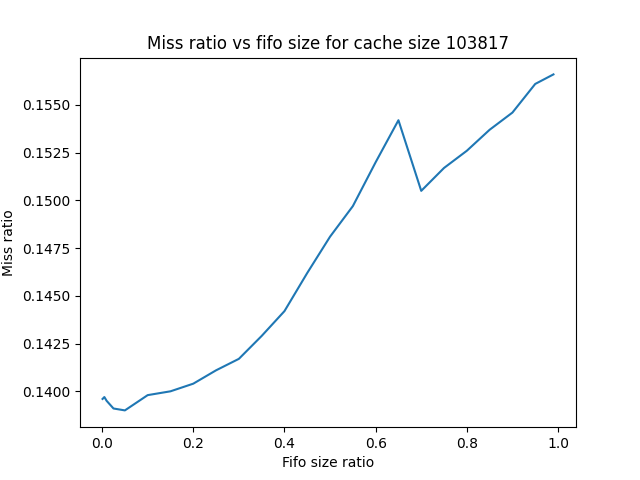 Miss ratio vs fifo size for cache size 103817
0.1550
0.1525
0.1500
0.1475
0.1450
0.1425
0.1400
Miss ratio
0.0 0.2 0.4 0.6 0.8 1.0
Fifo size ratio